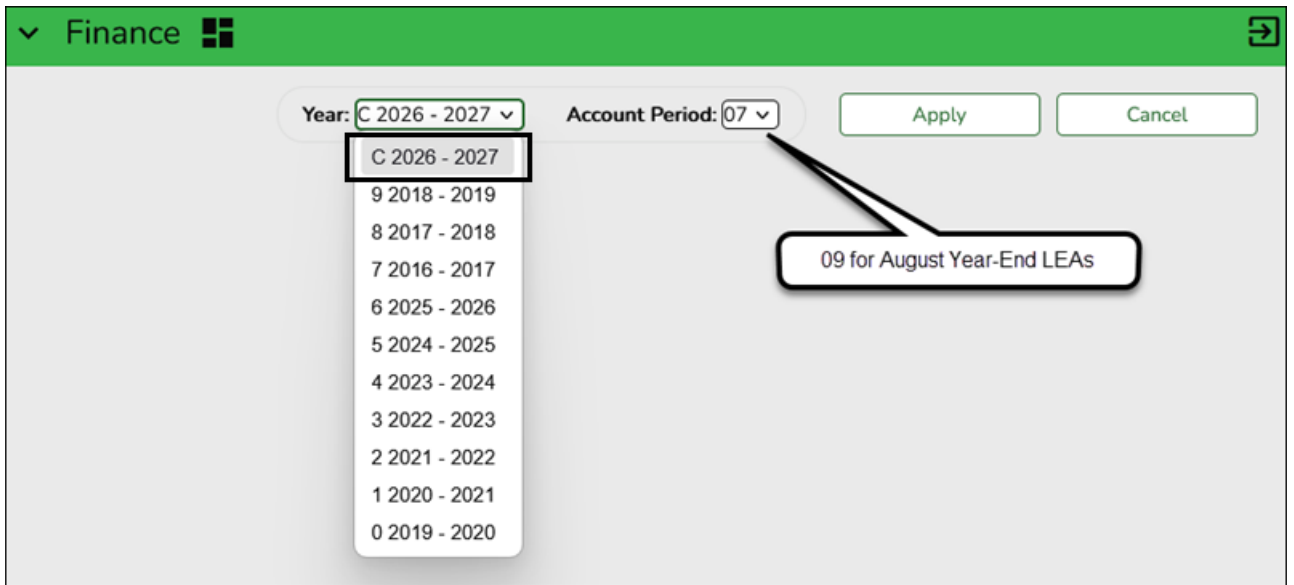 Finance
Year: C 2026 - 2027 Account Period: 07 Apply Cancel
C 2026 - 2027
9 2018 - 2019
8 2017 - 2018
7 2016 - 2017
6 2025 - 2026
5 2024 - 2025
4 2023 - 2024
3 2022 - 2023
2 2021 - 2022
1 2020 - 2021
0 2019 - 2020
09 for August Year-End LEAs